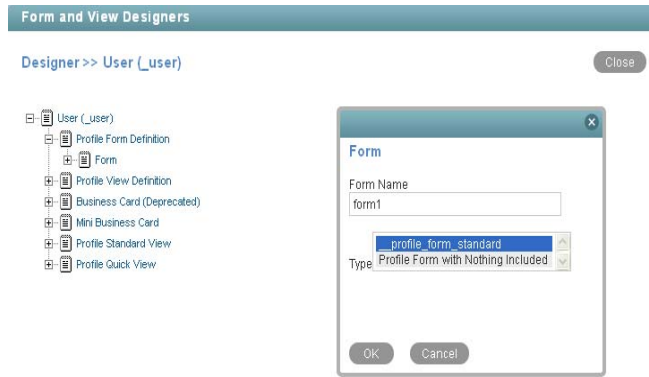 Form and View Designers
Designer >> User (_user)
Close
User (_user)
Profile Form Definition
Form
Profile View Definition
Business Card (Deprecated)
Mini Business Card
Profile Standard View
Profile Quick View
Form
Form Name
form1
__profile_form_standard
Type Profile Form with Nothing Included
OK Cancel